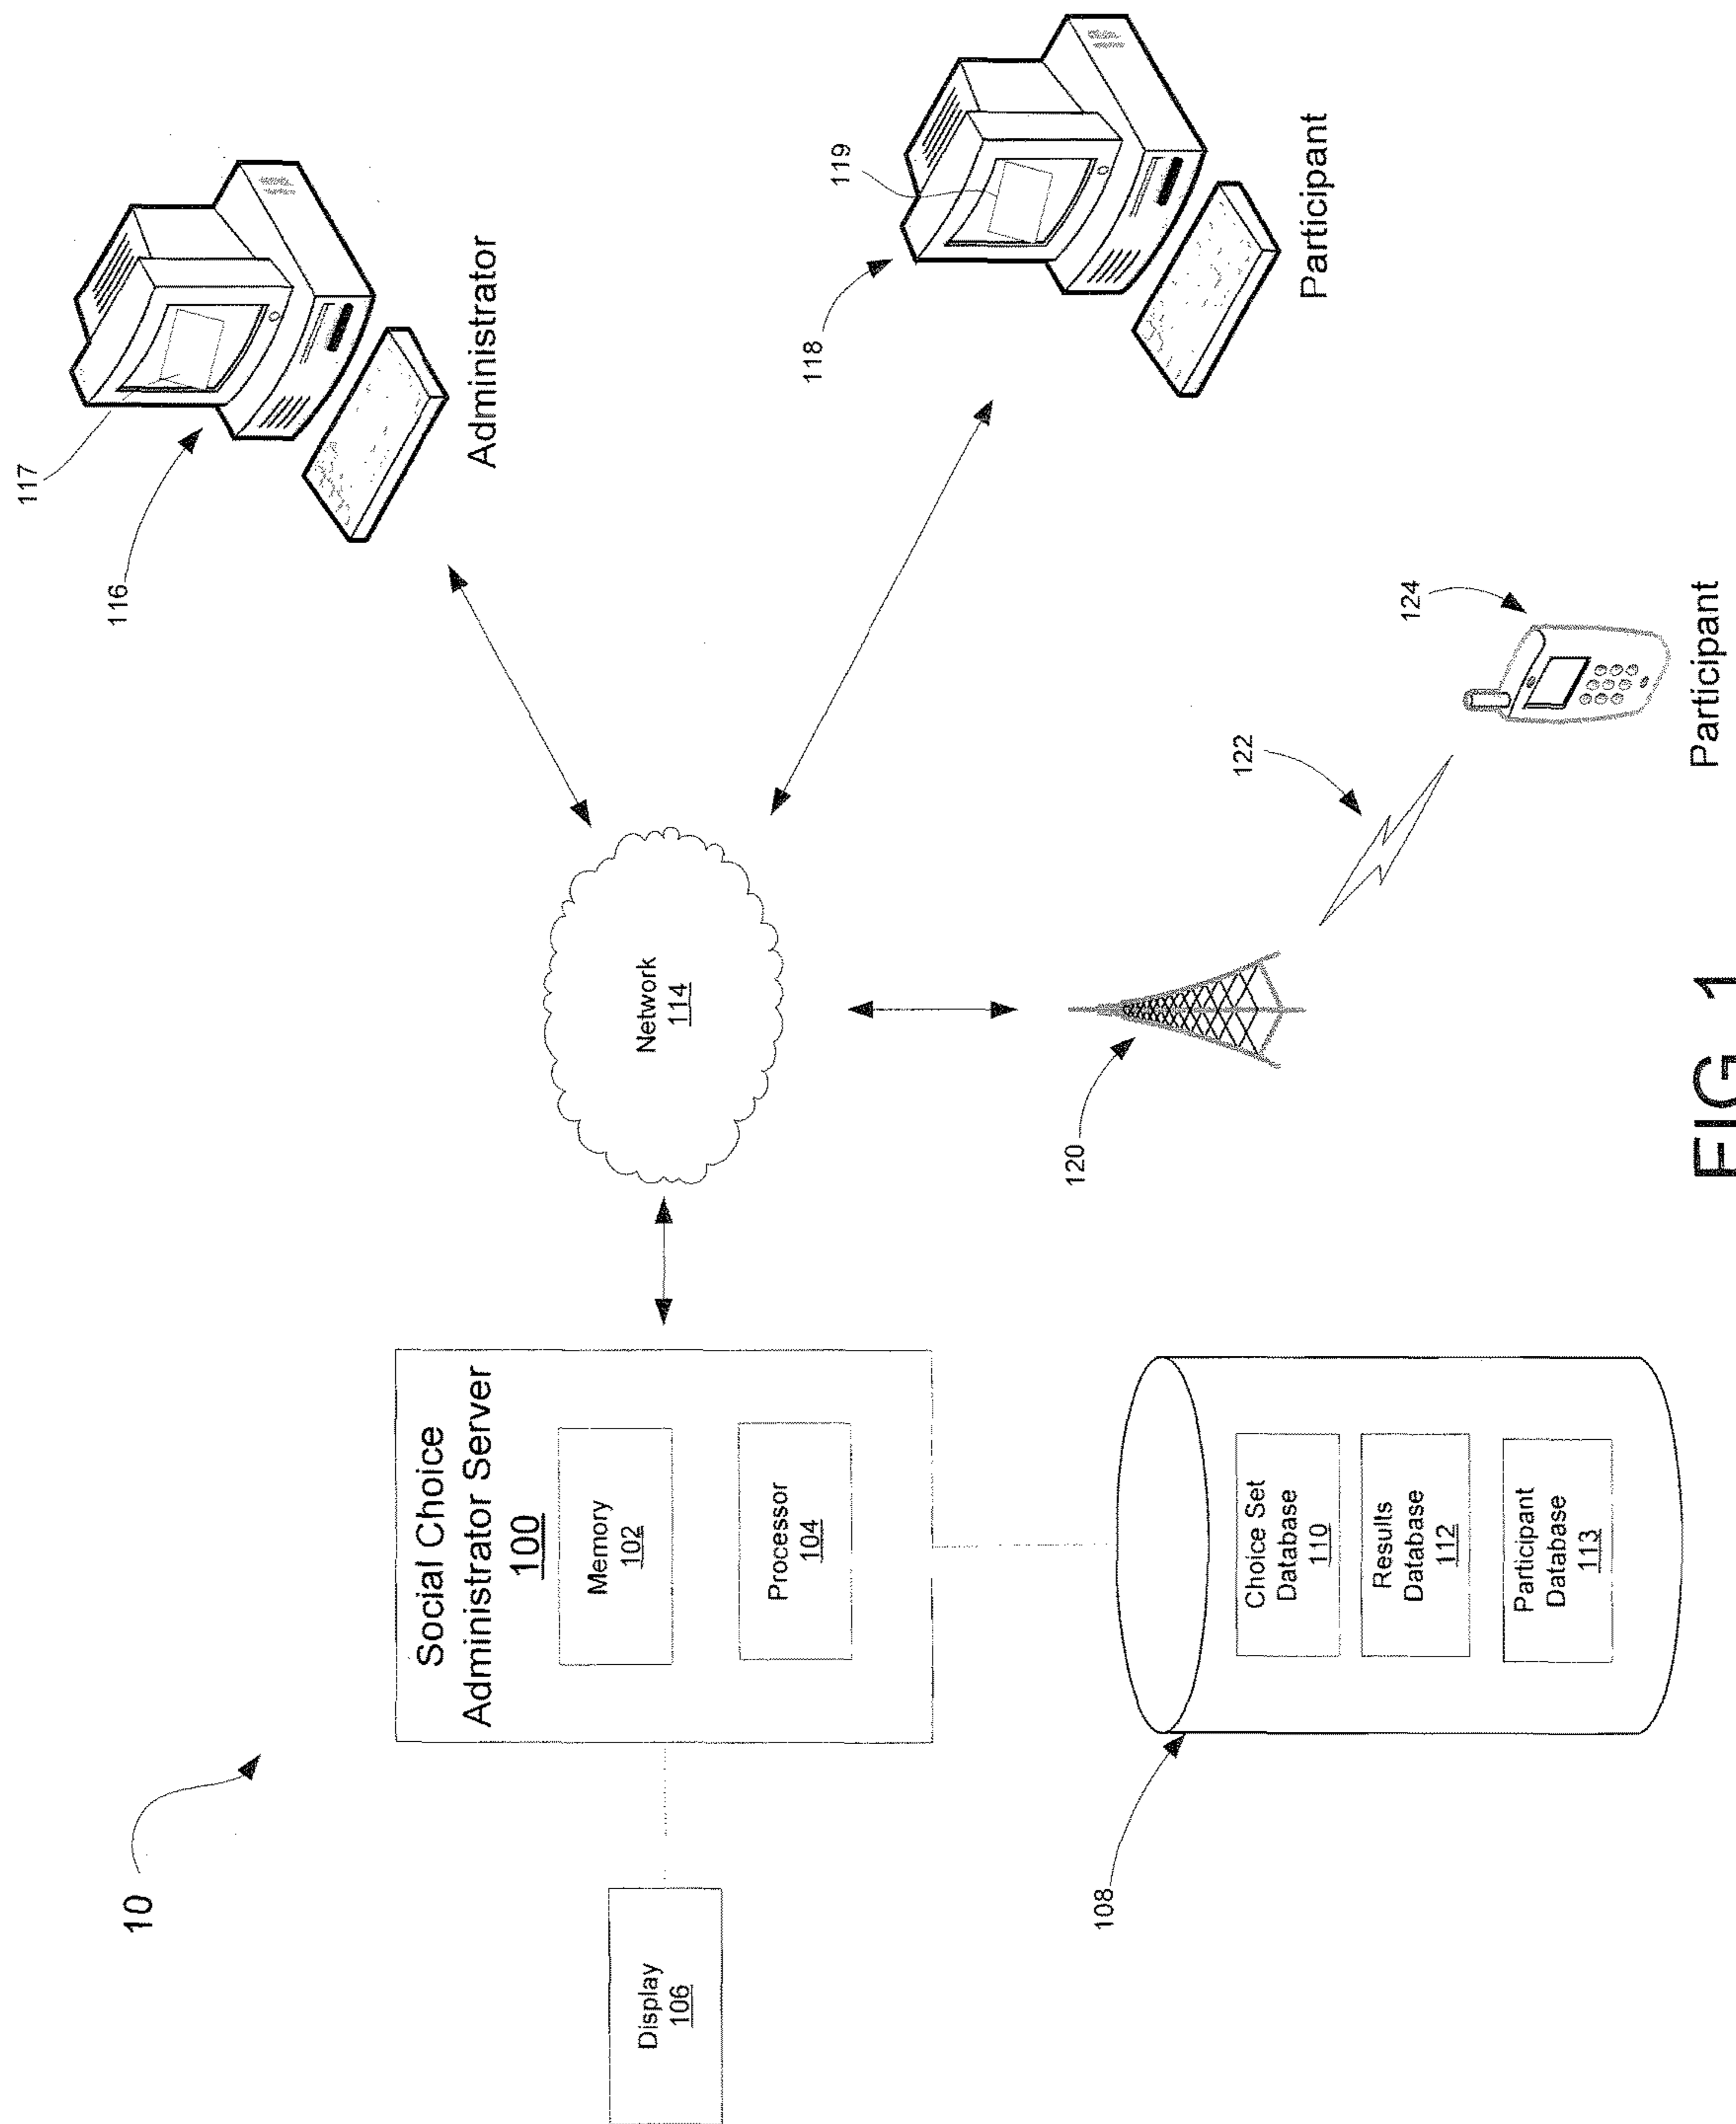 10
Display
106
Social Choice
Administrator Server
100
Memory
102
Processor
104
108
Choice Set
Database
110
Results
Database
112
Participant
Database
113
Network
114
120
122
124
Participant
116
117
Administrator
118
119
Participant
FIG. 1